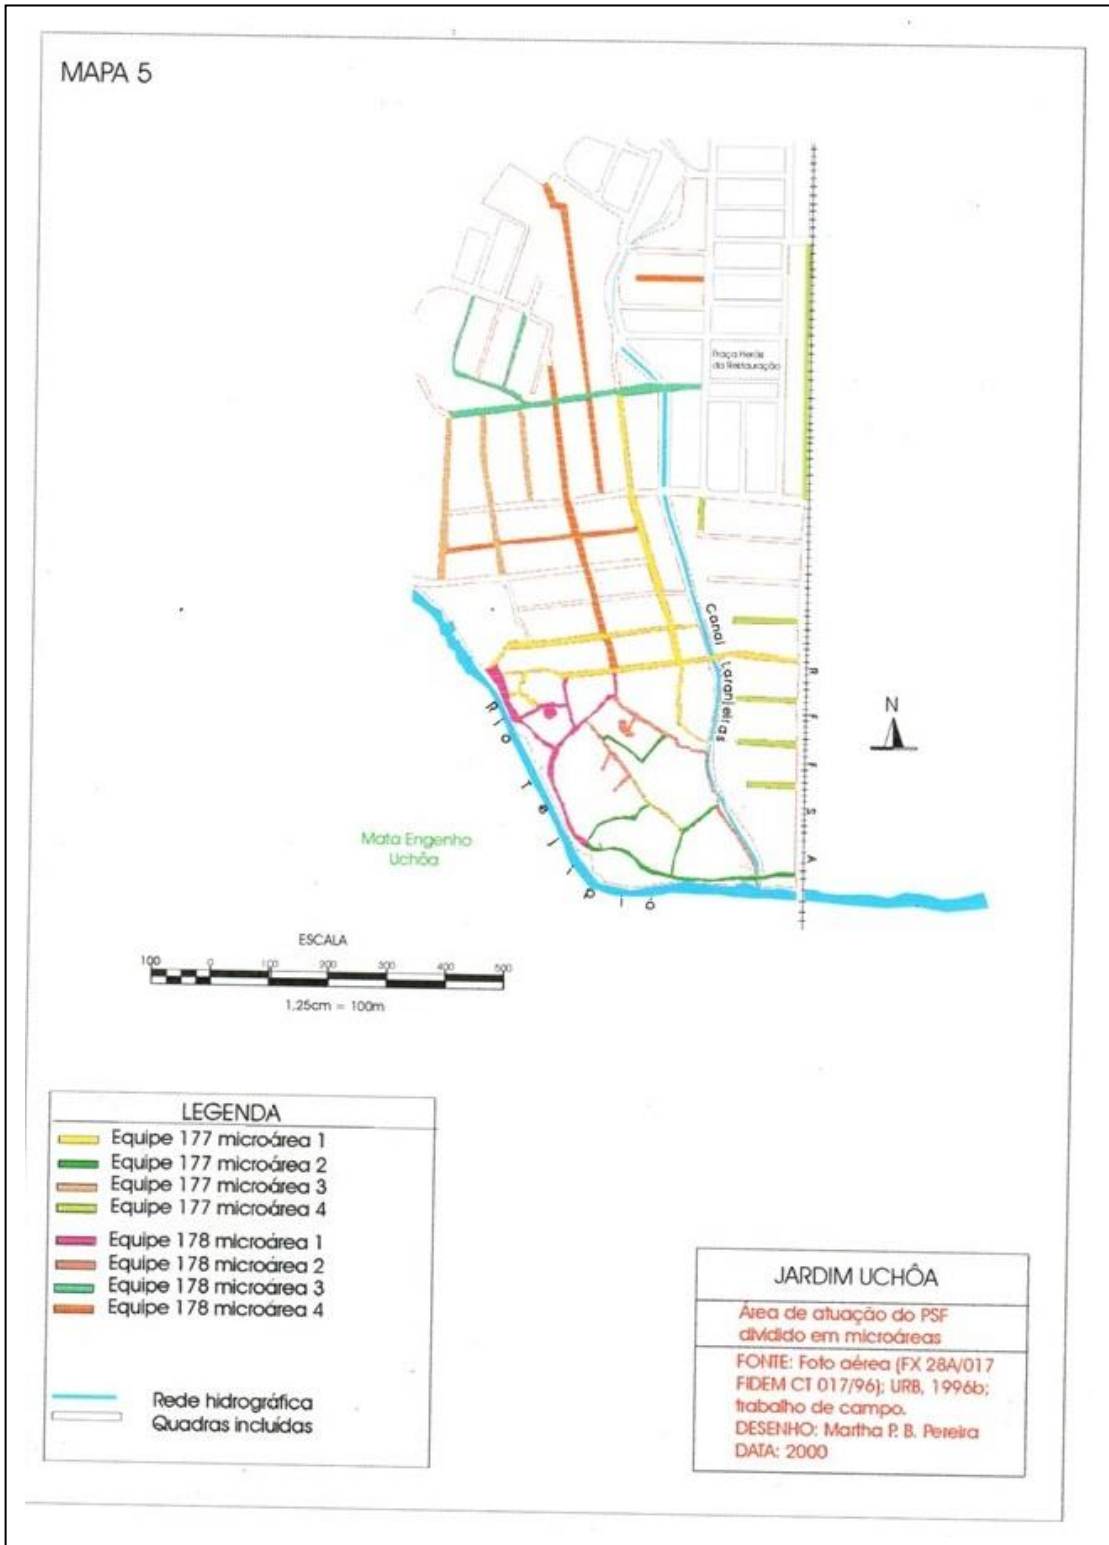 MAPA 5
Praça Heróis
da Restauração
Canal Laranjeiras
R F F S A
N
Rio Tejipió
Mata Engenho
Uchôa
ESCALA
100 0 100 200 300 400 500
1,25cm = 100m
LEGENDA
Equipe 177 microárea 1
Equipe 177 microárea 2
Equipe 177 microárea 3
Equipe 177 microárea 4
Equipe 178 microárea 1
Equipe 178 microárea 2
Equipe 178 microárea 3
Equipe 178 microárea 4
Rede hidrográfica
Quadras incluídas
JARDIM UCHÔA
Área de atuação do PSF
dividido em microáreas
FONTE: Foto aérea (FX 28A/017
FIDEM CT 017/96); URB, 1996b;
trabalho de campo.
DESENHO: Martha P. B. Pereira
DATA: 2000